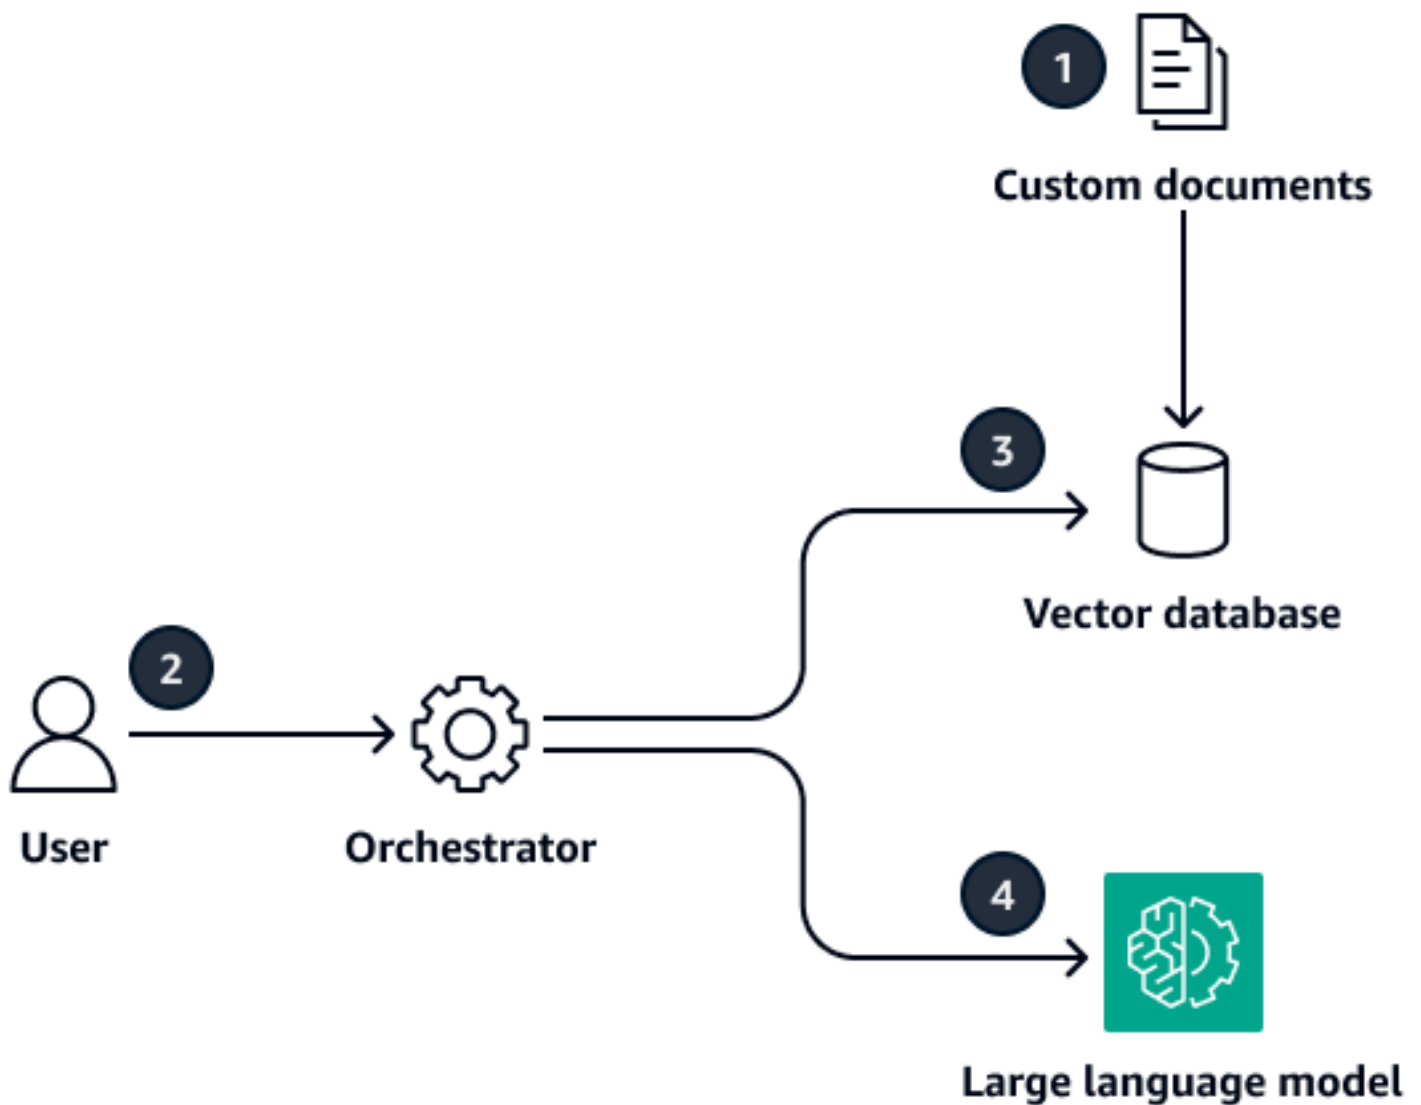 1
Custom documents
3
Vector database
2
User
Orchestrator
4
Large language model